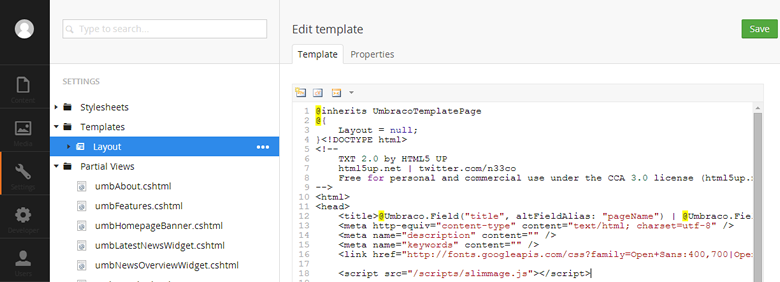 Type to search...
Edit template
Save
Template
Properties
SETTINGS
Content
Media
Settings
Developer
Users
Stylesheets
Templates
Layout
Partial Views
umbAbout.cshtml
umbFeatures.cshtml
umbHomepageBanner.cshtml
umbLatestNewsWidget.cshtml
umbNewsOverviewWidget.cshtml
1 @inherits UmbracoTemplatePage
2 @{
3 Layout = null;
4 }<!DOCTYPE html>
5 <!--
6 TXT 2.0 by HTML5 UP
7 html5up.net | twitter.com/n33co
8 Free for personal and commercial use under the CCA 3.0 license (html5up.
9 -->
10 <html>
11 <head>
12 <title>@Umbraco.Field("title", altFieldAlias: "pageName") | @Umbraco.Fie
13 <meta http-equiv="content-type" content="text/html; charset=utf-8" />
14 <meta name="description" content="" />
15 <meta name="keywords" content="" />
16 <link href="http://fonts.googleapis.com/css?family=Open+Sans:400,700|Ope
17
18 <script src="/scripts/slimmage.js"></script>